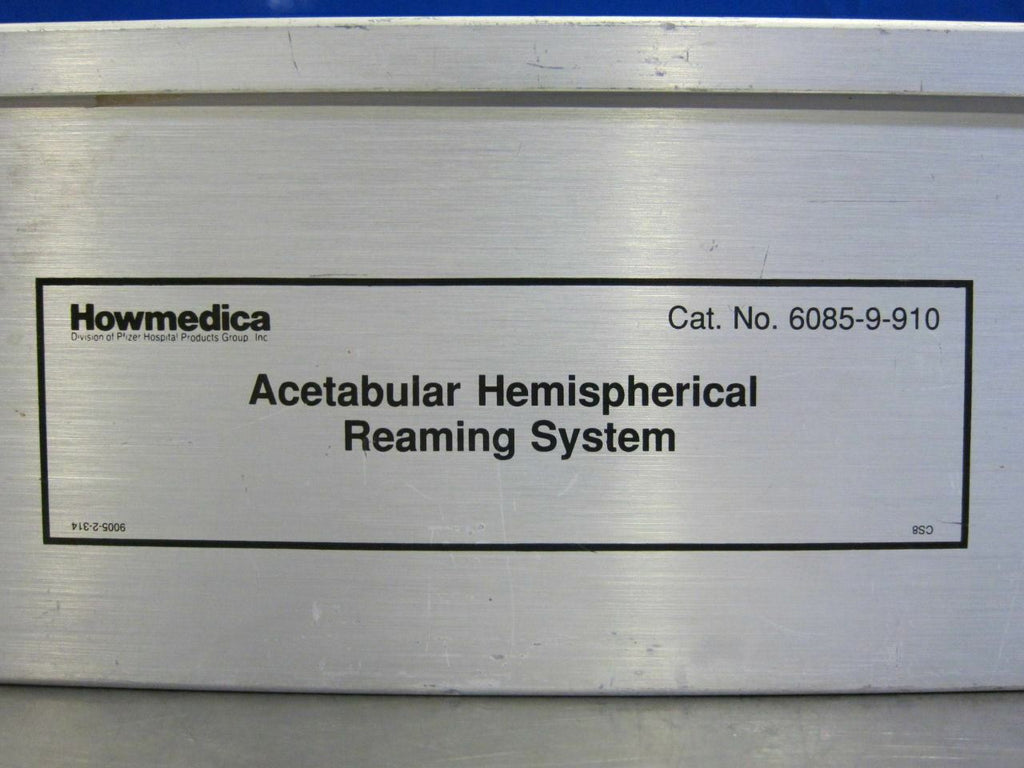 Howmedica
Division of Pfizer Hospital Products Group Inc
Cat. No. 6085-9-910
Acetabular Hemispherical
Reaming System
9005-2-314
CS8